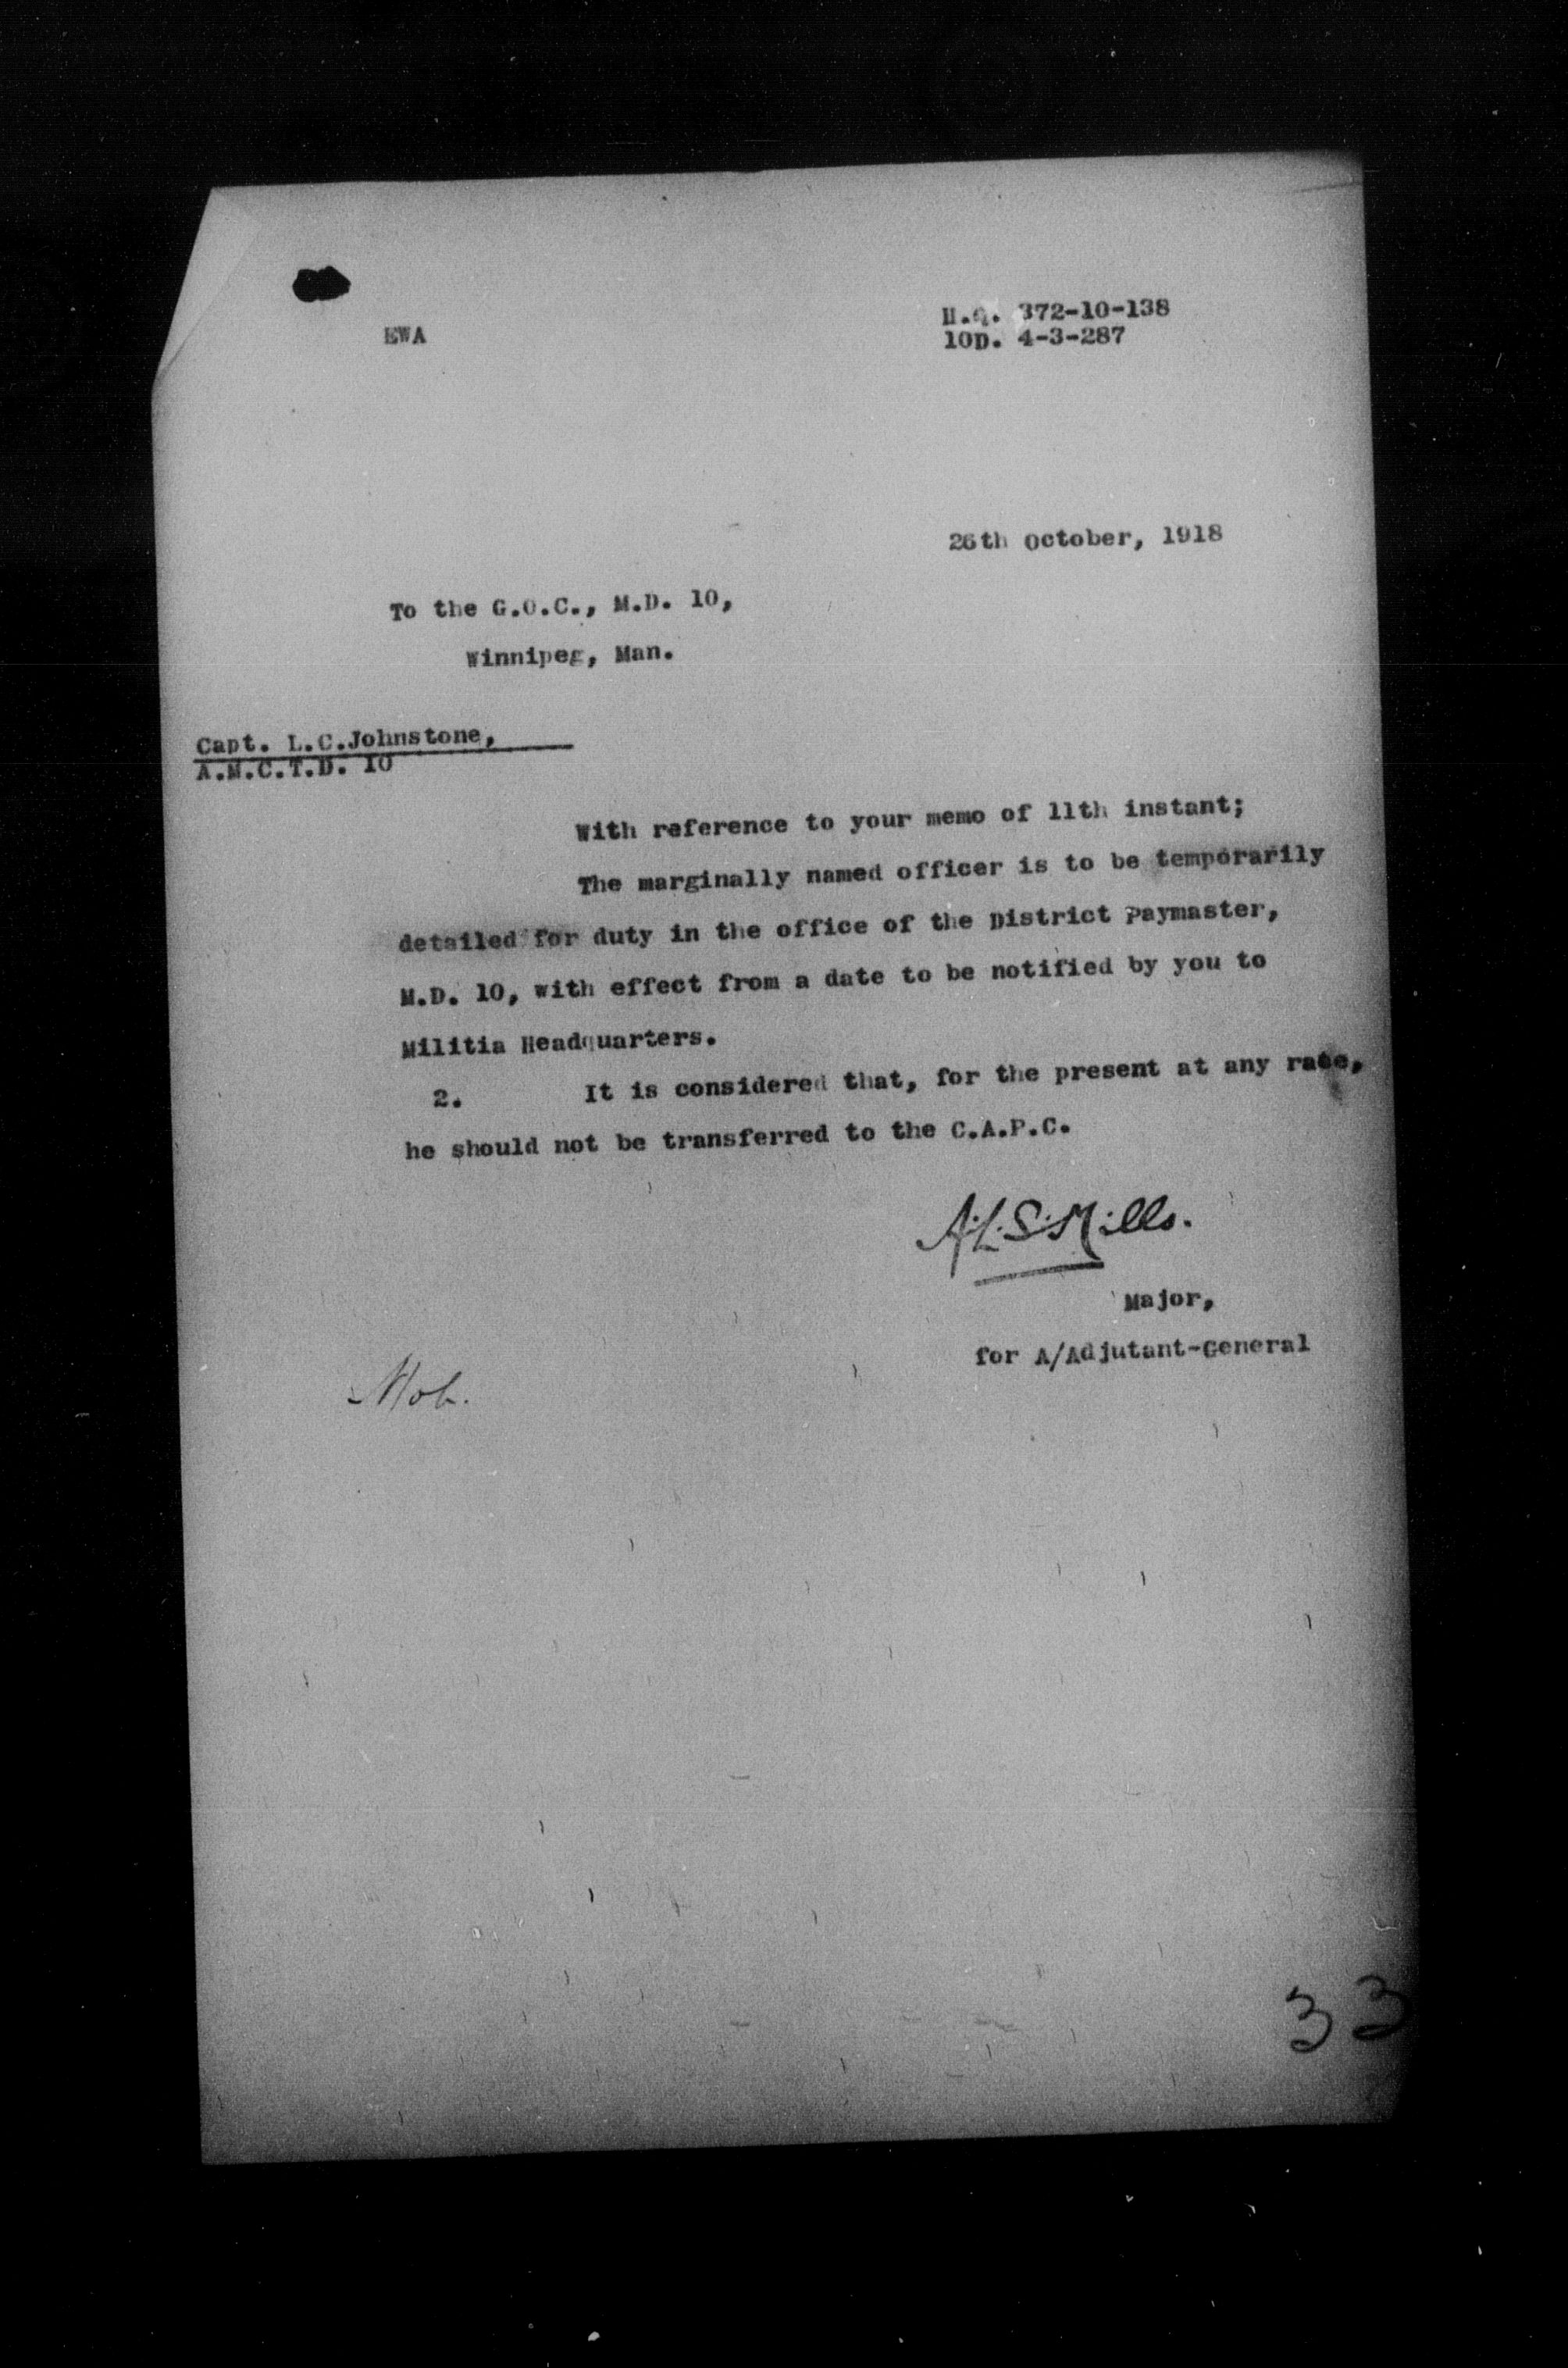 EWA
H.Q. 372-10-138
10D. 4-3-287
26th October, 1918
To the G.O.C., M.D. 10,
Winnipeg, Man.
Capt. L.C.Johnstone,
A.M.C.T.D. 10
With reference to your memo of 11th instant;
The marginally named officer is to be temporarily
detailed for duty in the office of the District Paymaster,
M.D. 10, with effect from a date to be notified by you to
Militia Headquarters.
2. It is considered that, for the present at any rate,
he should not be transferred to the C.A.P.C.
A.L.S. Mills.
Major,
for A/Adjutant-General
Mob.
33